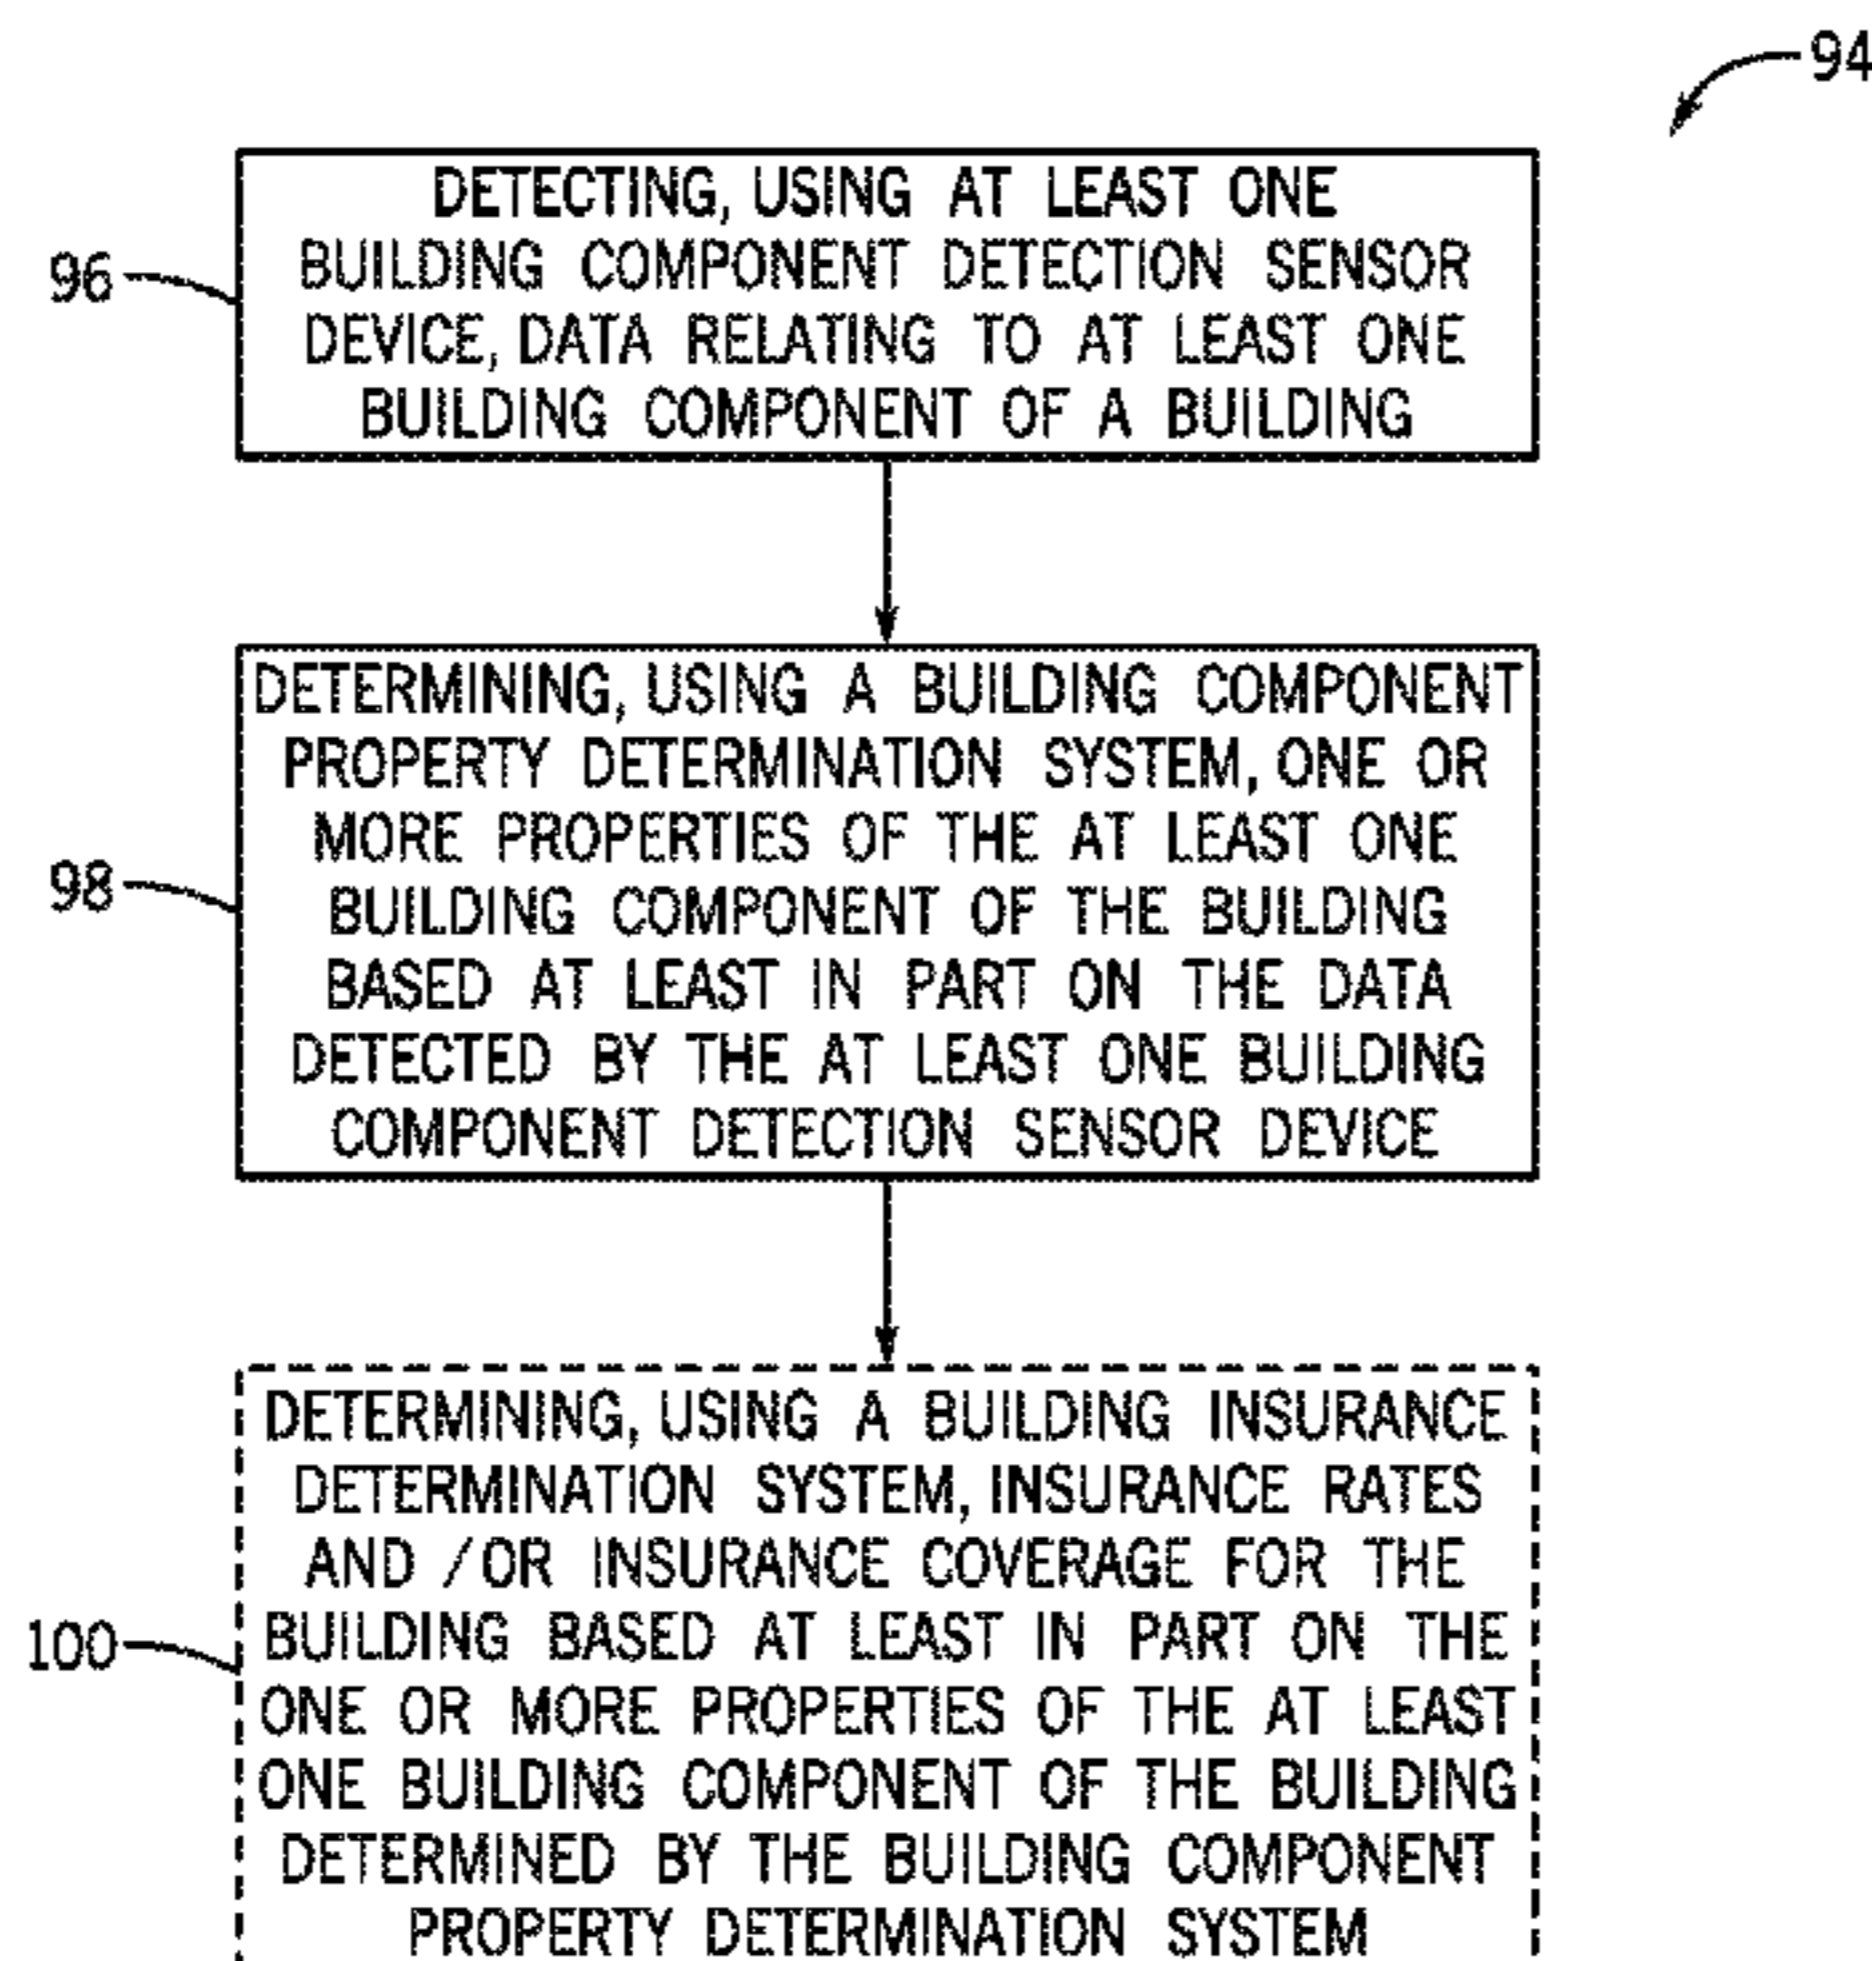 94
DETECTING, USING AT LEAST ONE
BUILDING COMPONENT DETECTION SENSOR
DEVICE, DATA RELATING TO AT LEAST ONE
BUILDING COMPONENT OF A BUILDING
96
DETERMINING, USING A BUILDING COMPONENT
PROPERTY DETERMINATION SYSTEM, ONE OR
MORE PROPERTIES OF THE AT LEAST ONE
BUILDING COMPONENT OF THE BUILDING
BASED AT LEAST IN PART ON THE DATA
DETECTED BY THE AT LEAST ONE BUILDING
COMPONENT DETECTION SENSOR DEVICE
98
DETERMINING, USING A BUILDING INSURANCE
DETERMINATION SYSTEM, INSURANCE RATES
AND /OR INSURANCE COVERAGE FOR THE
BUILDING BASED AT LEAST IN PART ON THE
ONE OR MORE PROPERTIES OF THE AT LEAST
ONE BUILDING COMPONENT OF THE BUILDING
DETERMINED BY THE BUILDING COMPONENT
PROPERTY DETERMINATION SYSTEM
100